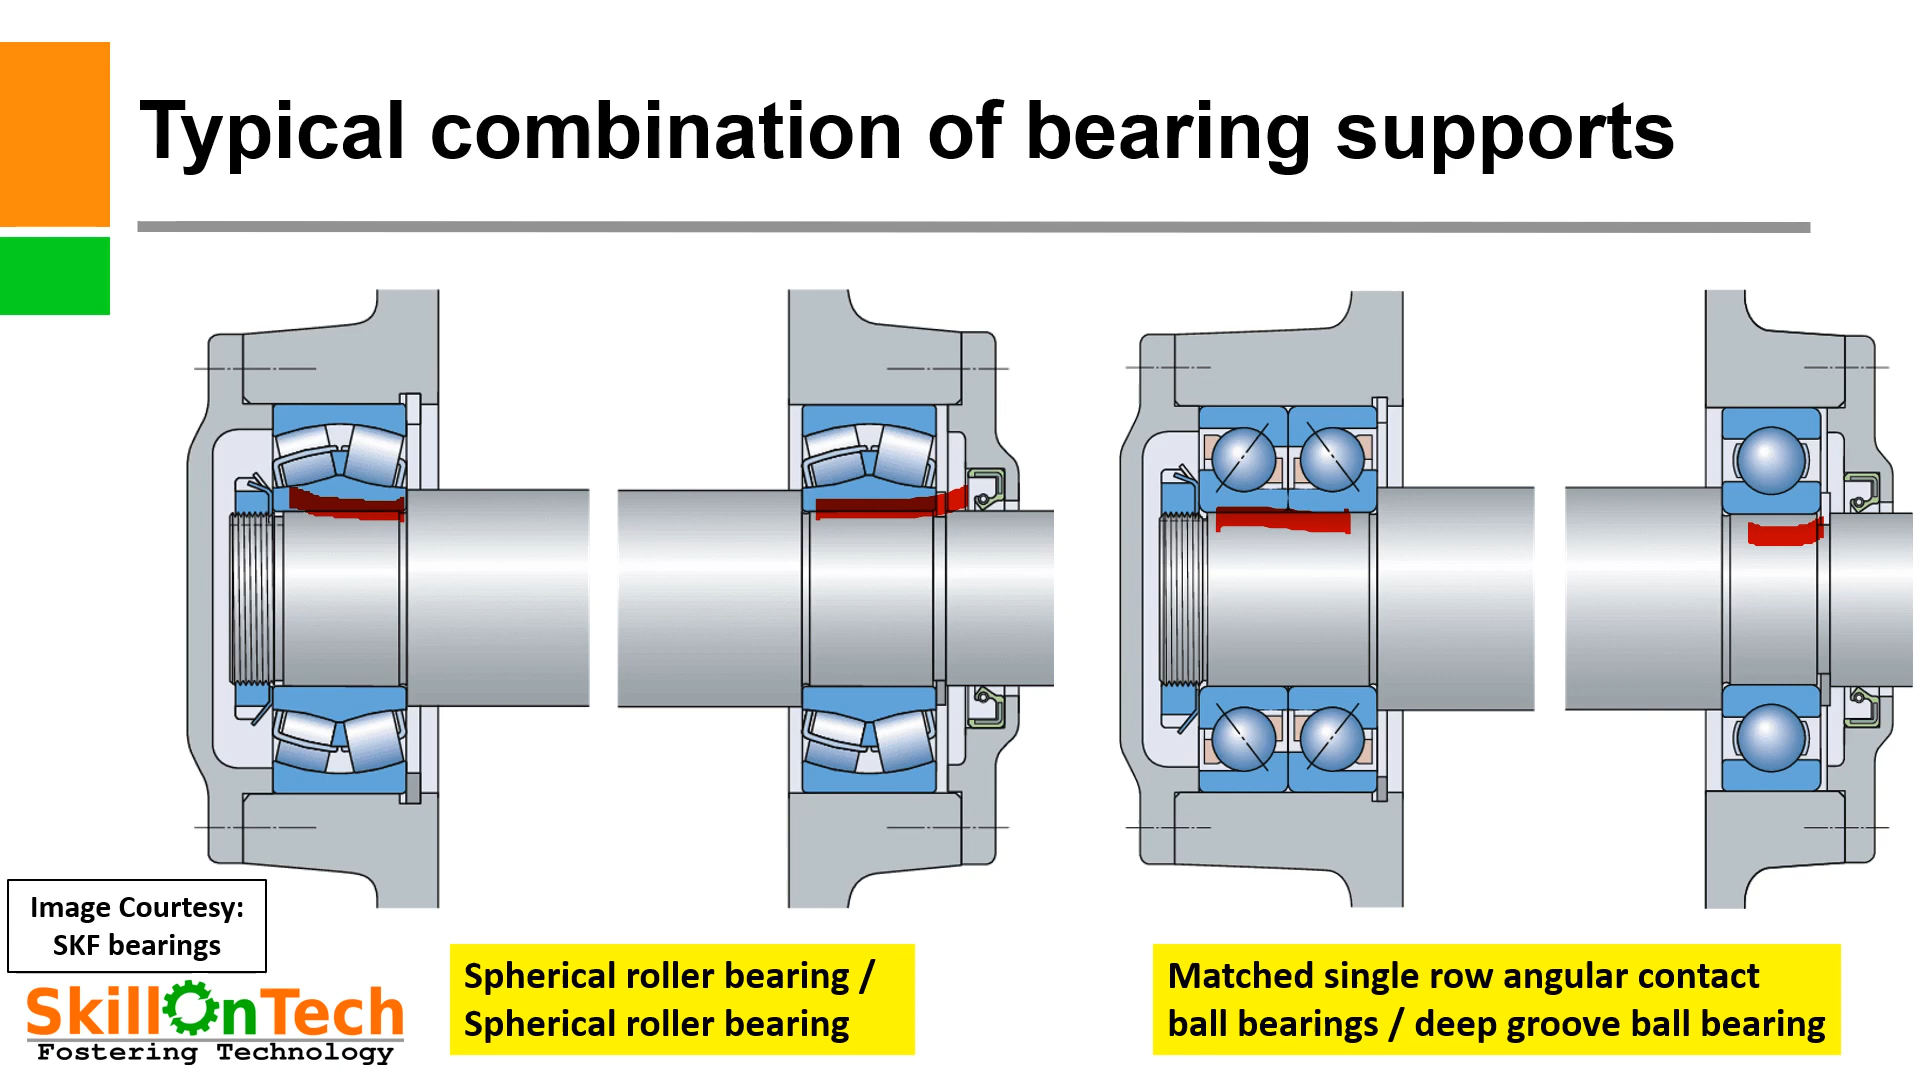 Typical combination of bearing supports
Image Courtesy:
SKF bearings
SkillOnTech
Fostering Technology
Spherical roller bearing /
Spherical roller bearing
Matched single row angular contact
ball bearings / deep groove ball bearing